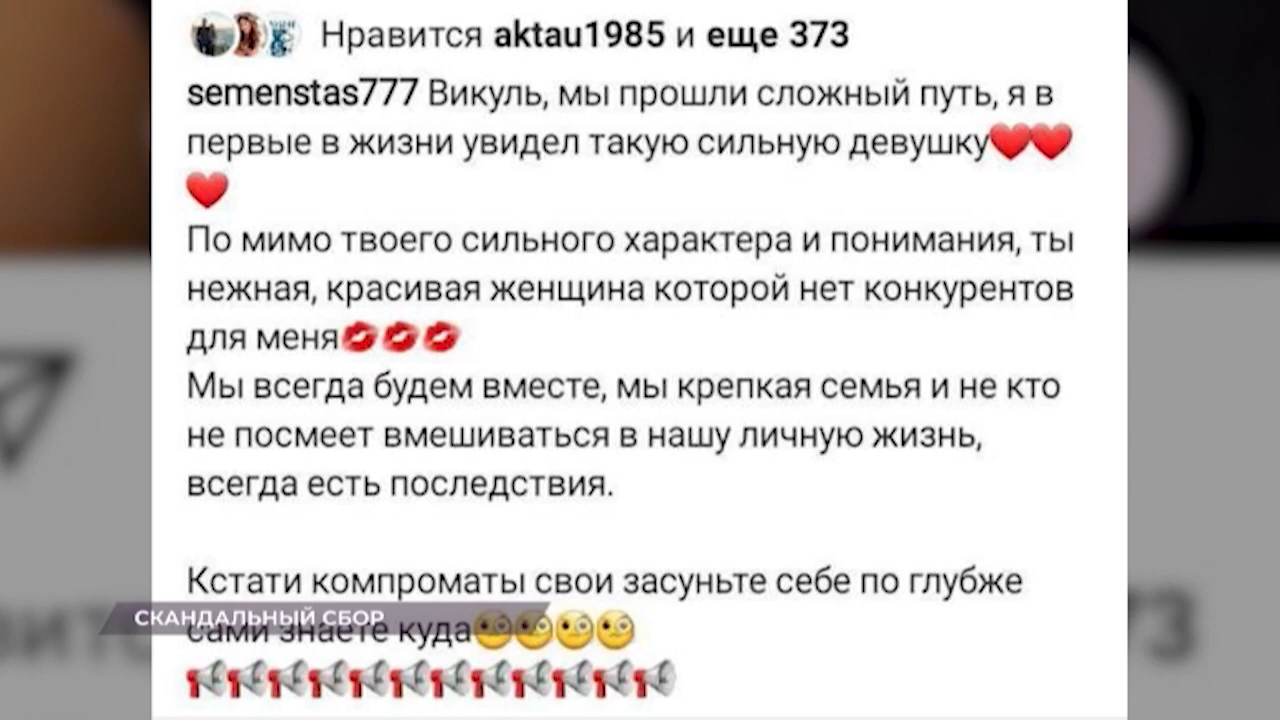 Нравится aktau1985 и еще 373
semenstas777 Викуль, мы прошли сложный путь, я в
первые в жизни увидел такую сильную девушку❤️❤️
❤️
По мимо твоего сильного характера и понимания, ты
нежная, красивая женщина которой нет конкурентов
для меня💋💋💋
Мы всегда будем вместе, мы крепкая семья и не кто
не посмеет вмешиваться в нашу личную жизнь,
всегда есть последствия.
Кстати компроматы свои засуньте себе по глубже
сами знаете куда🧐🧐🧐🧐
📢📢📢📢📢📢📢📢📢📢📢📢
СКАНДАЛЬНЫЙ СБОР
73